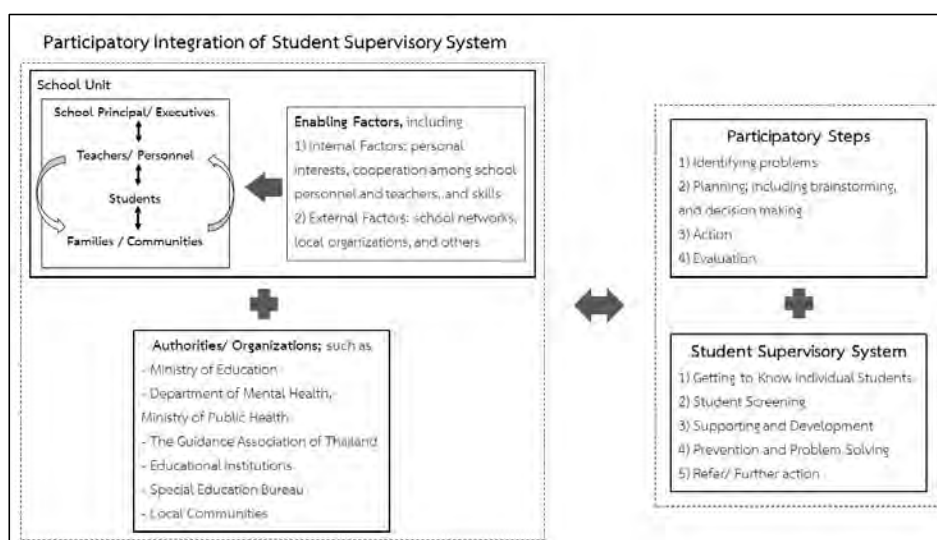 Participatory Integration of Student Supervisory System
School Unit
School Principal/ Executives
Teachers/ Personnel
Students
Families / Communities
Enabling Factors, including
1) Internal Factors: personal
interests, cooperation among school
personnel and teachers, and skills
2) External Factors: school networks,
local organizations, and others
Authorities/ Organizations; such as
- Ministry of Education
- Department of Mental Health,
Ministry of Public Health
- The Guidance Association of Thailand
- Educational Institutions
- Special Education Bureau
- Local Communities
Participatory Steps
1) Identifying problems
2) Planning; including brainstorming,
and decision making
3) Action
4) Evaluation
Student Supervisory System
1) Getting to Know Individual Students
2) Student Screening
3) Supporting and Development
4) Prevention and Problem Solving
5) Refer/ Further action